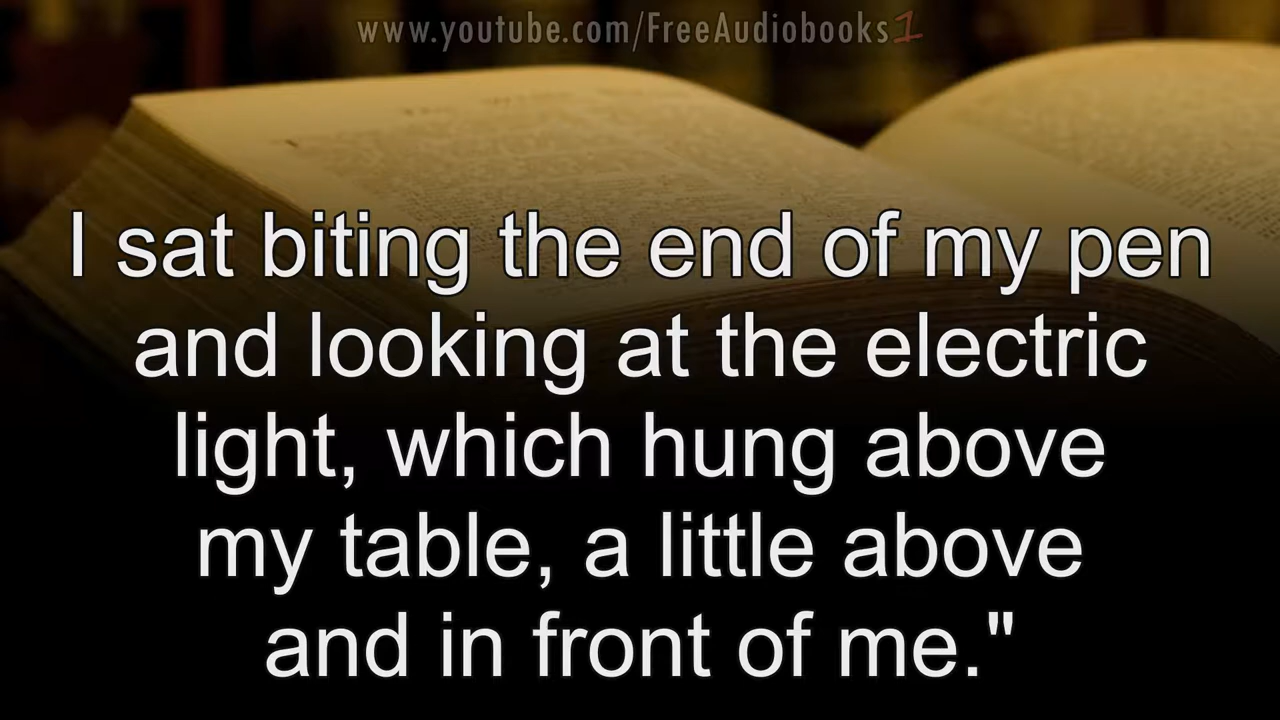 www.youtube.com/FreeAudiobooks1
I sat biting the end of my pen
and looking at the electric
light, which hung above
my table, a little above
and in front of me."